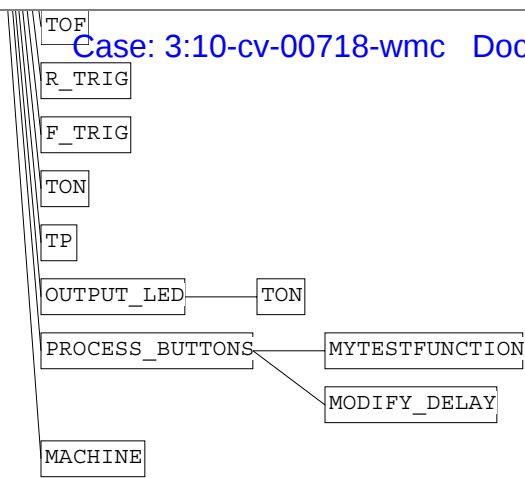 TOF
Case: 3:10-cv-00718-wmc Doc
R_TRIG
F_TRIG
TON
TP
OUTPUT_LED TON
PROCESS_BUTTONS MYTESTFUNCTION
MODIFY_DELAY
MACHINE